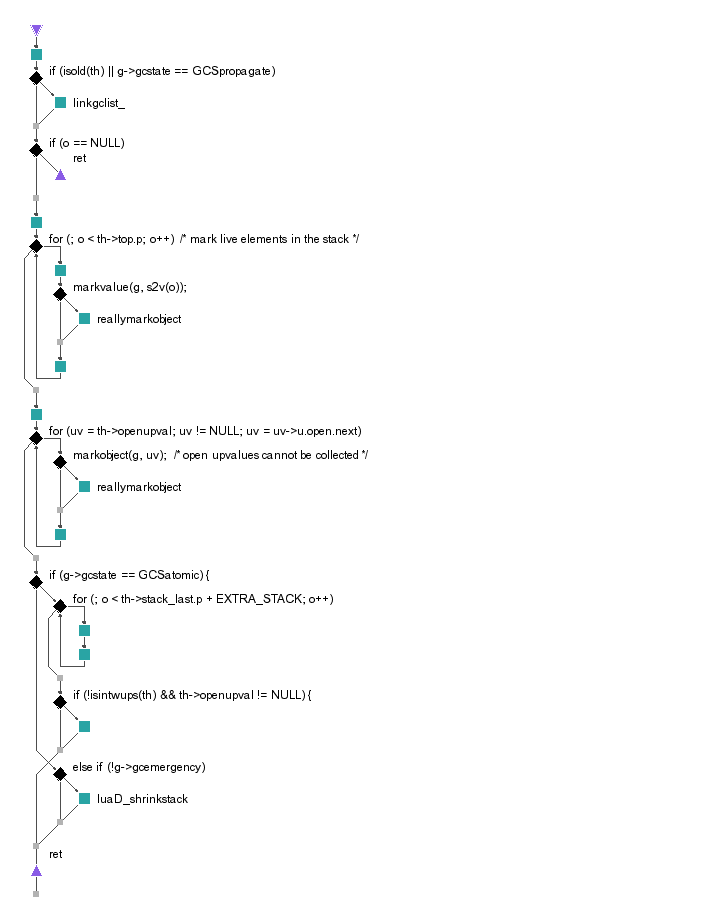 if (isold(th) || g->gcstate == GCSpropagate)
linkgclist_
if (o == NULL)
ret
for (; o < th->top.p; o++) /* mark live elements in the stack */
markvalue(g, s2v(o));
reallymarkobject
for (uv = th->openupval; uv != NULL; uv = uv->u.open.next)
markobject(g, uv); /* open upvalues cannot be collected */
reallymarkobject
if (g->gcstate == GCSatomic) {
for (; o < th->stack_last.p + EXTRA_STACK; o++)
if (!isintwups(th) && th->openupval != NULL) {
else if (!g->gcemergency)
luaD_shrinkstack
ret